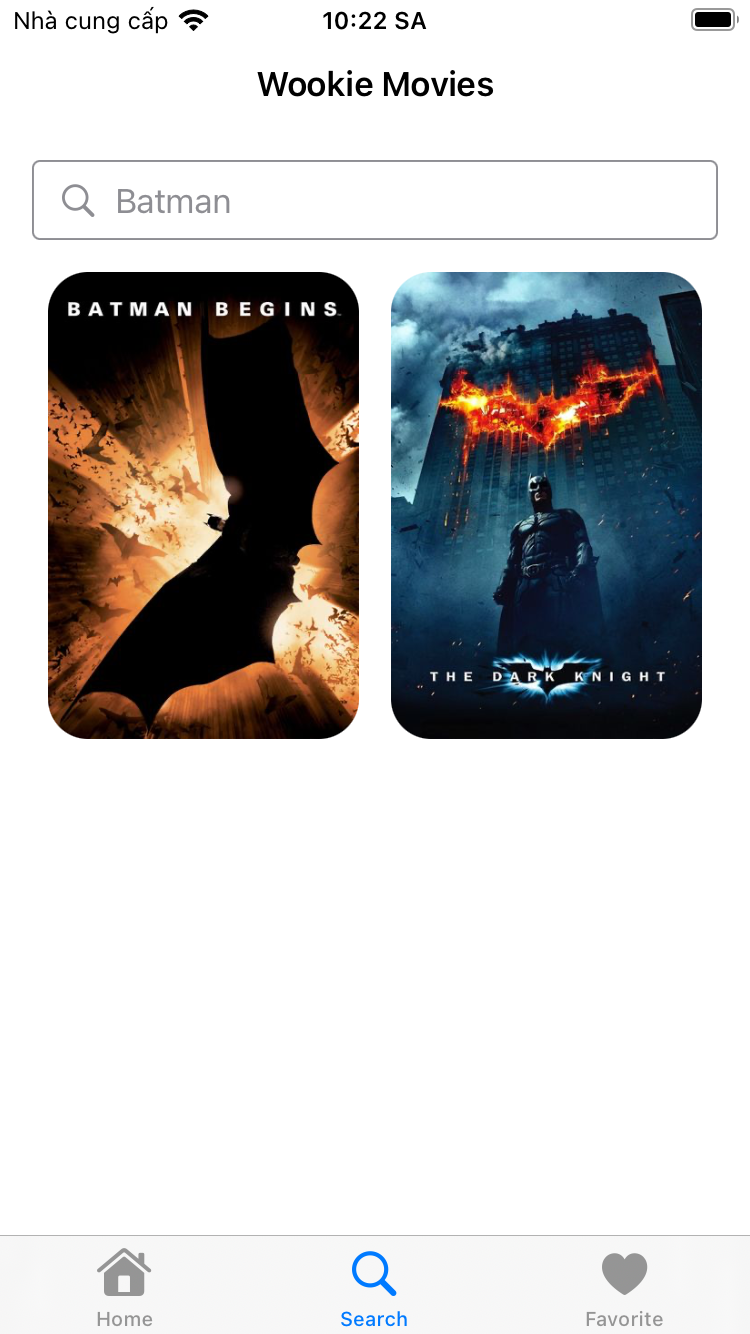 Nhà cung cấp 10:22 SA
Wookie Movies
Batman
BATMAN BEGINS
THE DARK KNIGHT
Home Search Favorite